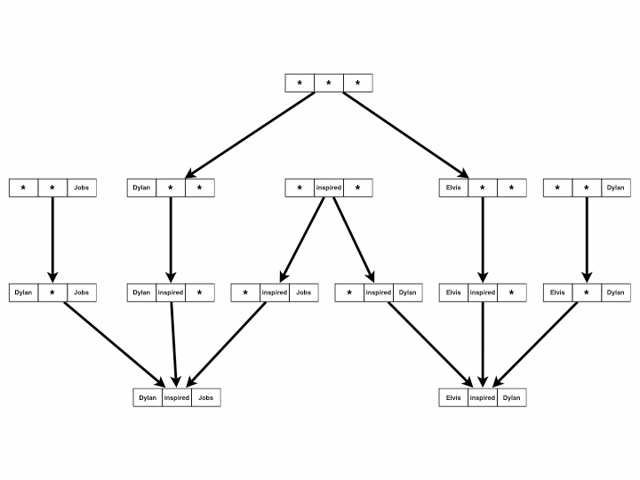 * * *
* * Jobs Dylan * * * inspired * Elvis * * * * Dylan
Dylan * Jobs Dylan inspired * * inspired Jobs * inspired Dylan Elvis inspired * Elvis * Dylan
Dylan inspired Jobs Elvis inspired Dylan